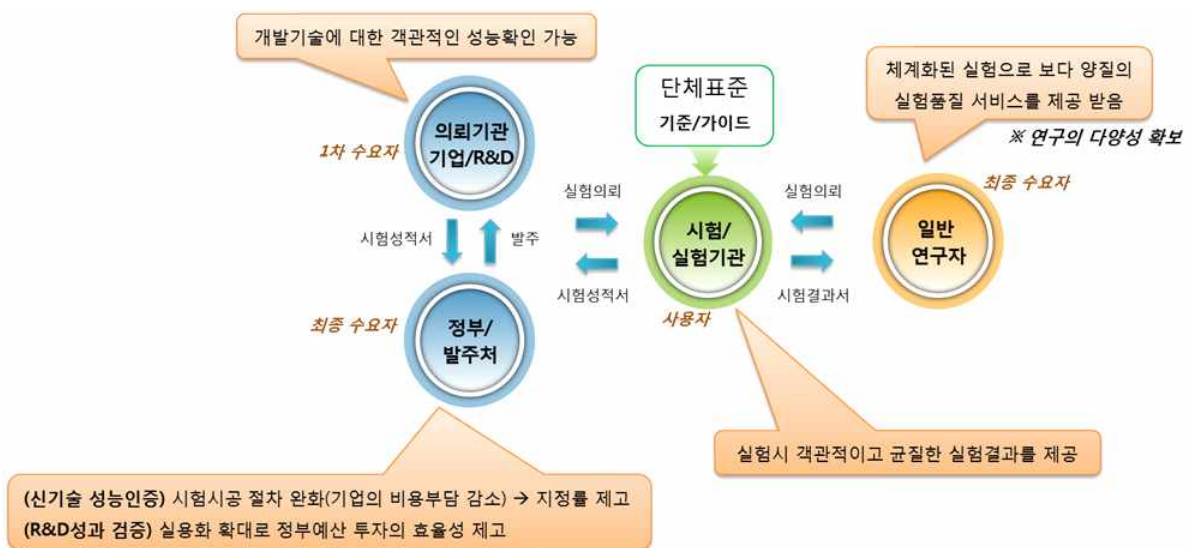 개발기술에 대한 객관적인 성능확인 가능
체계화된 실험으로 보다 양질의
실험품질 서비스를 제공 받음
※ 연구의 다양성 확보
단체표준
기준/가이드
의뢰기관
기업/R&D
1차 수요자
최종 수요자
실험의뢰
실험의뢰
시험/
실험기관
일반
연구자
시험성적서
발주
시험성적서
시험결과서
사용자
최종 수요자
정부/
발주처
실험시 객관적이고 균질한 실험결과를 제공
(신기술 성능인증) 시험시공 절차 완화(기업의 비용부담 감소) → 지정률 제고
(R&D성과 검증) 실용화 확대로 정부예산 투자의 효율성 제고